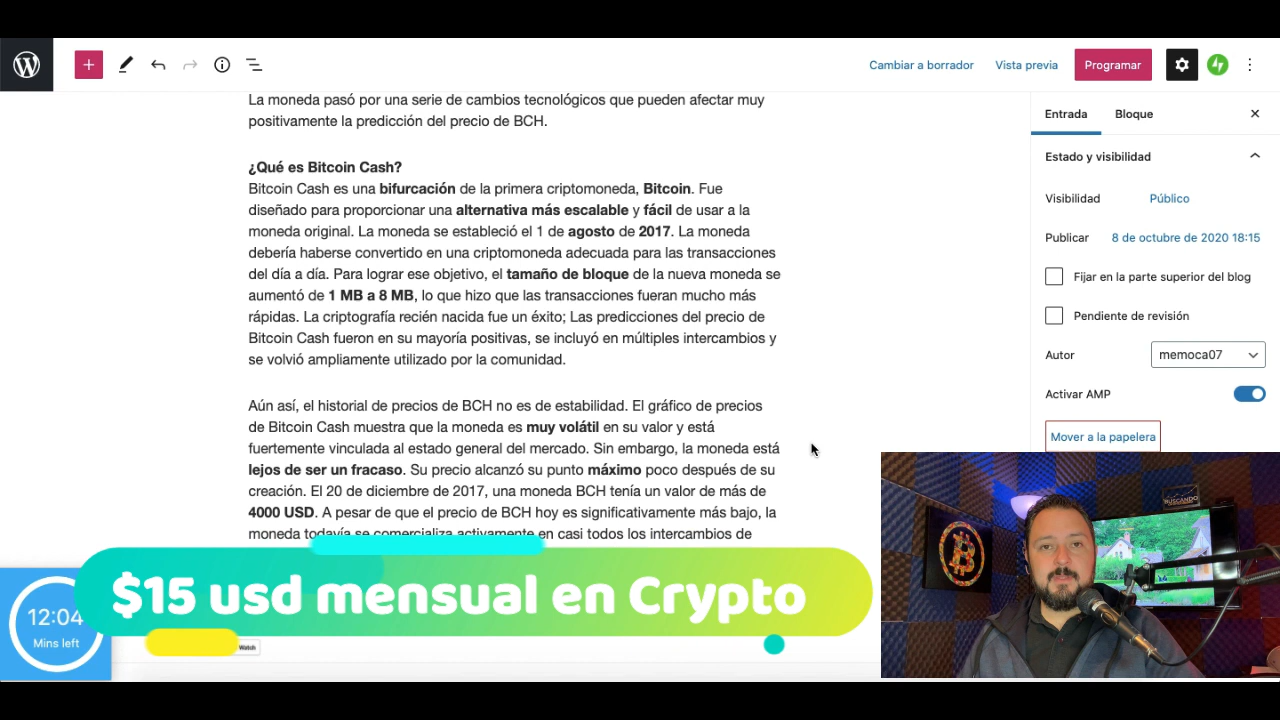 Cambiar a borrador
Vista previa
Programar
La moneda pasó por una serie de cambios tecnológicos que pueden afectar muy
positivamente la predicción del precio de BCH.
¿Qué es Bitcoin Cash?
Bitcoin Cash es una bifurcación de la primera criptomoneda, Bitcoin. Fue
diseñado para proporcionar una alternativa más escalable y fácil de usar a la
moneda original. La moneda se estableció el 1 de agosto de 2017. La moneda
debería haberse convertido en una criptomoneda adecuada para las transacciones
del día a día. Para lograr ese objetivo, el tamaño de bloque de la nueva moneda se
aumentó de 1 MB a 8 MB, lo que hizo que las transacciones fueran mucho más
rápidas. La criptografía recién nacida fue un éxito; Las predicciones del precio de
Bitcoin Cash fueron en su mayoría positivas, se incluyó en múltiples intercambios y
se volvió ampliamente utilizado por la comunidad.
Aún así, el historial de precios de BCH no es de estabilidad. El gráfico de precios
de Bitcoin Cash muestra que la moneda es muy volátil en su valor y está
fuertemente vinculada al estado general del mercado. Sin embargo, la moneda está
lejos de ser un fracaso. Su precio alcanzó su punto máximo poco después de su
creación. El 20 de diciembre de 2017, una moneda BCH tenía un valor de más de
4000 USD. A pesar de que el precio de BCH hoy es significativamente más bajo, la
moneda todavía se comercializa activamente en casi todos los intercambios de
Entrada
Bloque
Estado y visibilidad
Visibilidad
Público
Publicar
8 de octubre de 2020 18:15
Fijar en la parte superior del blog
Pendiente de revisión
Autor
memoca07
Activar AMP
Mover a la papelera
BUSCANDO
$15 usd mensual en Crypto
12:04
Mins left
Watch